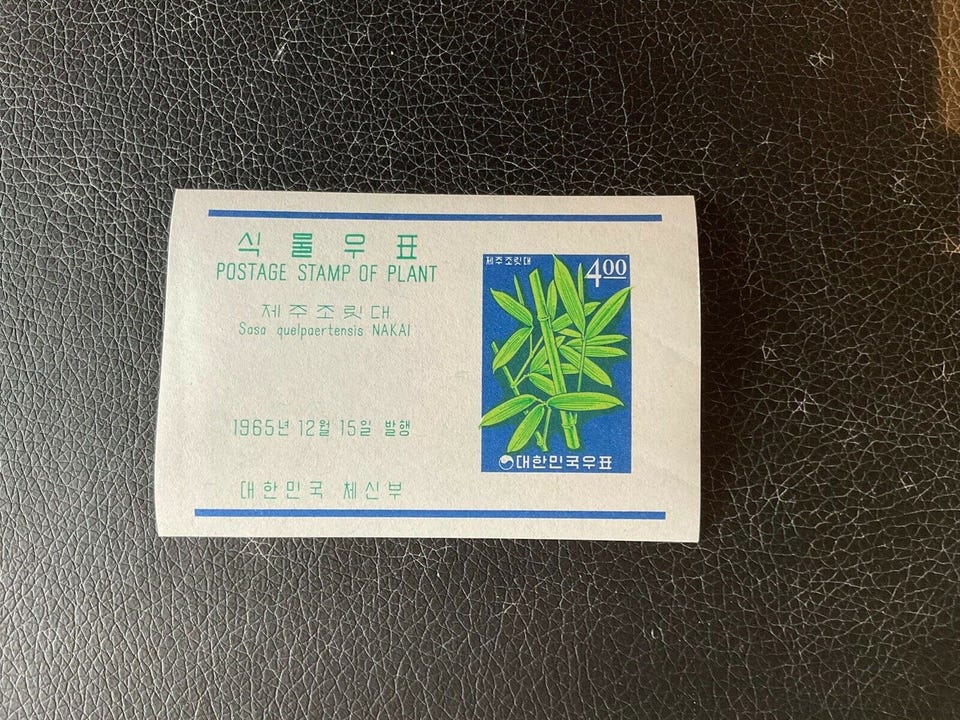 식물우표
POSTAGE STAMP OF PLANT
제주조릿대
Sasa quelpaertensis NAKAI
1965년 12월 15일 발행
대한민국 체신부
제주조릿대
4.00
대한민국우표